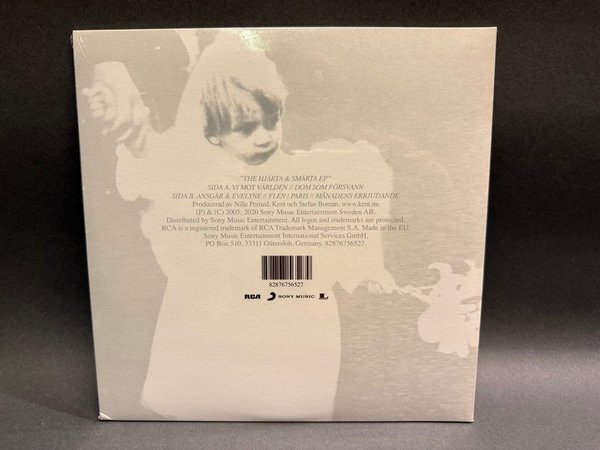 "THE HJÄRTA & SMÄRTA EP"
SIDA A. VI MOT VÄRLDEN // DOM SOM FÖRSVANN
SIDA B. ANSGAR & EVELYNE // FLEN / PARIS // MÅNADENS ERBJUDANDE
Producerad av Nille Perned, Kent och Stefan Boman. www.kent.nu
(P) & (C) 2005, 2020 Sony Music Entertainment Sweden AB.
Distributed by Sony Music Entertainment. All logos and trademarks are protected.
RCA is a registered trademark of RCA Trademark Management S.A. Made in the EU.
Sony Music Entertainment International Services GmbH,
PO Box 510, 33311 Gütersloh, Germany. 82876756527
82876756527
RCA SONY MUSIC